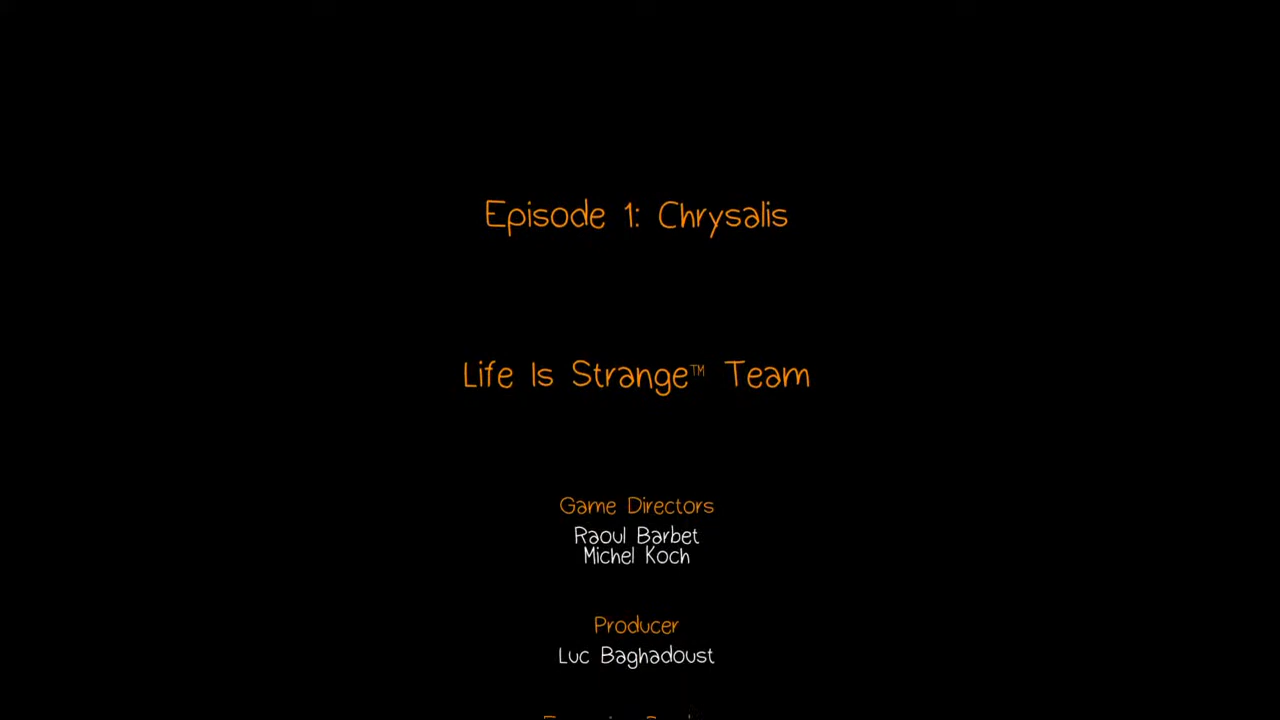 Episode 1: Chrysalis
Life Is Strange™ Team
Game Directors
Raoul Barbet
Michel Koch
Producer
Luc Baghadoust